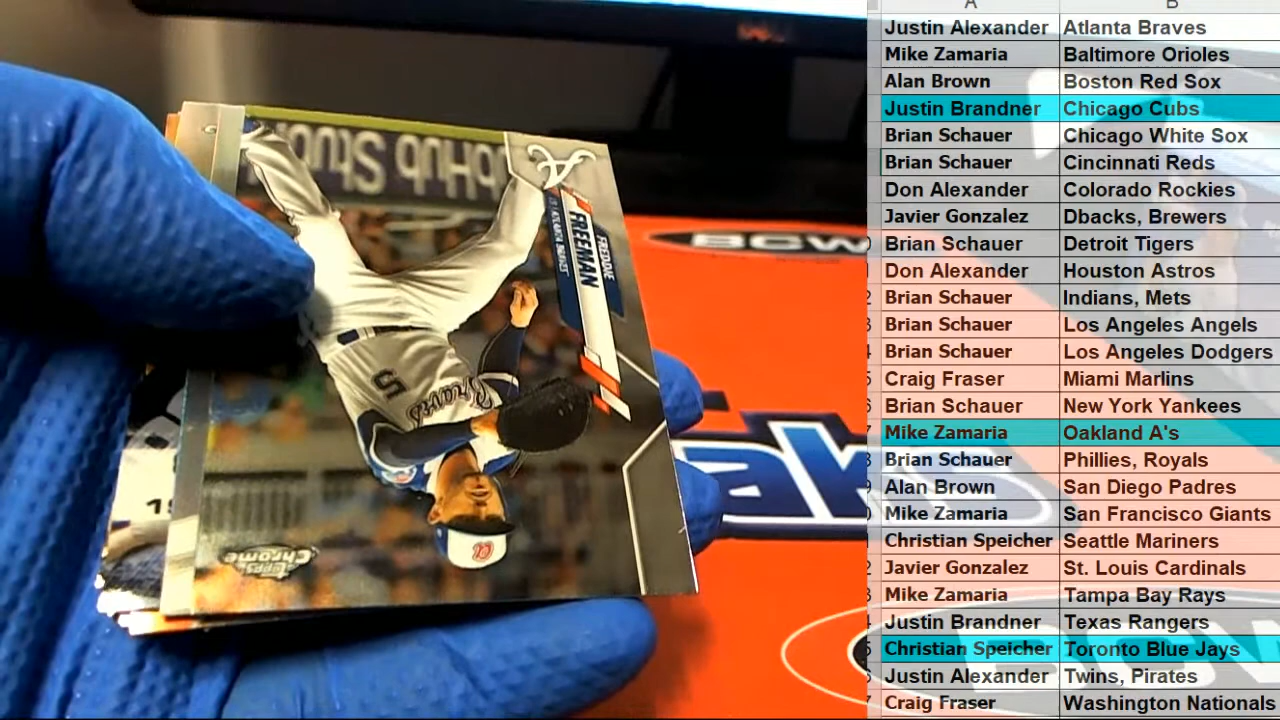 A B
Justin Alexander Atlanta Braves
Mike Zamaria Baltimore Orioles
Alan Brown Boston Red Sox
Justin Brandner Chicago Cubs
Brian Schauer Chicago White Sox
Brian Schauer Cincinnati Reds
Don Alexander Colorado Rockies
Javier Gonzalez Dbacks, Brewers
Brian Schauer Detroit Tigers
Don Alexander Houston Astros
Brian Schauer Indians, Mets
Brian Schauer Los Angeles Angels
Brian Schauer Los Angeles Dodgers
Craig Fraser Miami Marlins
Brian Schauer New York Yankees
Mike Zamaria Oakland A's
Brian Schauer Phillies, Royals
Alan Brown San Diego Padres
Mike Zamaria San Francisco Giants
Christian Speicher Seattle Mariners
Javier Gonzalez St. Louis Cardinals
Mike Zamaria Tampa Bay Rays
Justin Brandner Texas Rangers
Christian Speicher Toronto Blue Jays
Justin Alexander Twins, Pirates
Craig Fraser Washington Nationals
FREDDIE
FREEMAN
ATLANTA BRAVES
Braves
5
Topps
Chrome
BCW
BCW